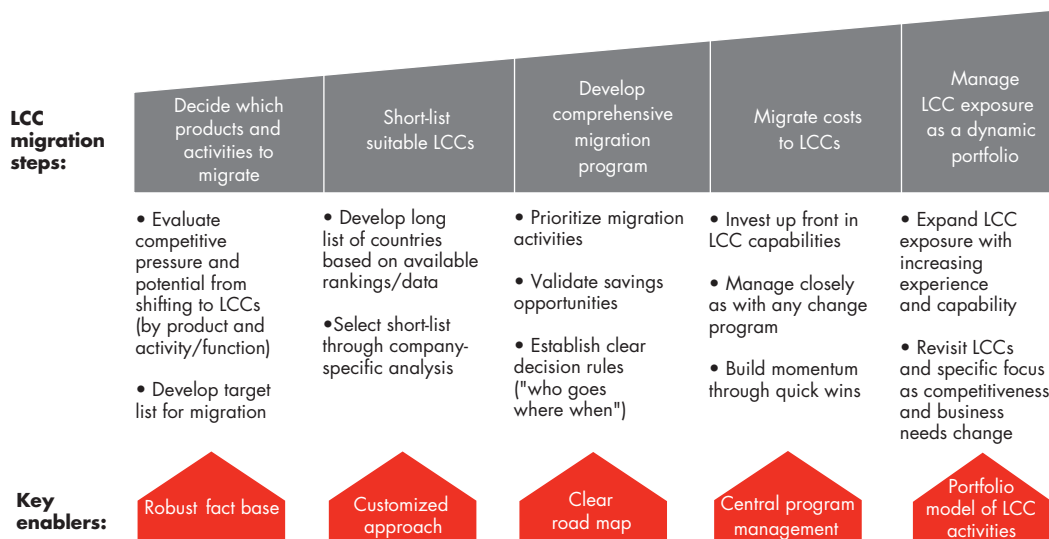 LCC
migration
steps:
Decide which
products and
activities to
migrate
Short-list
suitable LCCs
Develop
comprehensive
migration
program
Migrate costs
to LCCs
Manage
LCC exposure
as a dynamic
portfolio
• Evaluate
competitive
pressure and
potential from
shifting to LCCs
(by product and
activity/function)
• Develop target
list for migration
• Develop long
list of countries
based on available
rankings/data
•Select short-list
through company-
specific analysis
• Prioritize migration
activities
• Validate savings
opportunities
• Establish clear
decision rules
("who goes
where when")
• Invest up front in
LCC capabilities
• Manage closely
as with any change
program
• Build momentum
through quick wins
• Expand LCC
exposure with
increasing
experience
and capability
• Revisit LCCs
and specific focus
as competitiveness
and business
needs change
Key
enablers:
Robust fact base
Customized
approach
Clear
road map
Central program
management
Portfolio
model of LCC
activities